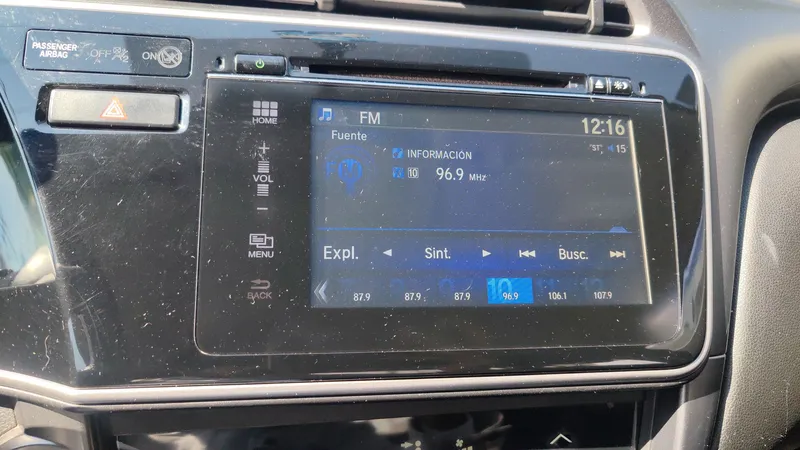 PASSENGER
AIRBAG
OFF
ON
HOME
FM
12:16
Fuente
"ST"
15
INFORMACIÓN
10
96.9 MHz
+
VOL
−
MENU
BACK
Expl.
Sint.
Busc.
10
87.9
87.9
87.9
96.9
106.1
107.9